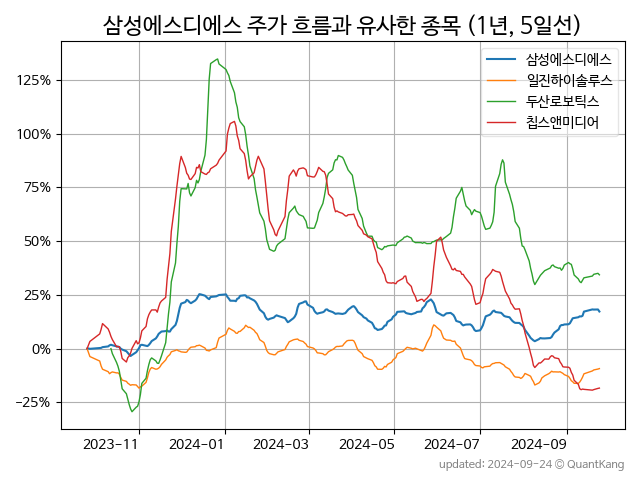 삼성에스디에스 주가 흐름과 유사한 종목 (1년, 5일선)
삼성에스디에스
일진하이솔루스
두산로보틱스
칩스앤미디어
125%
100%
75%
50%
25%
0%
−25%
2023-11
2024-01
2024-03
2024-05
2024-07
2024-09
updated: 2024-09-24 © QuantKang